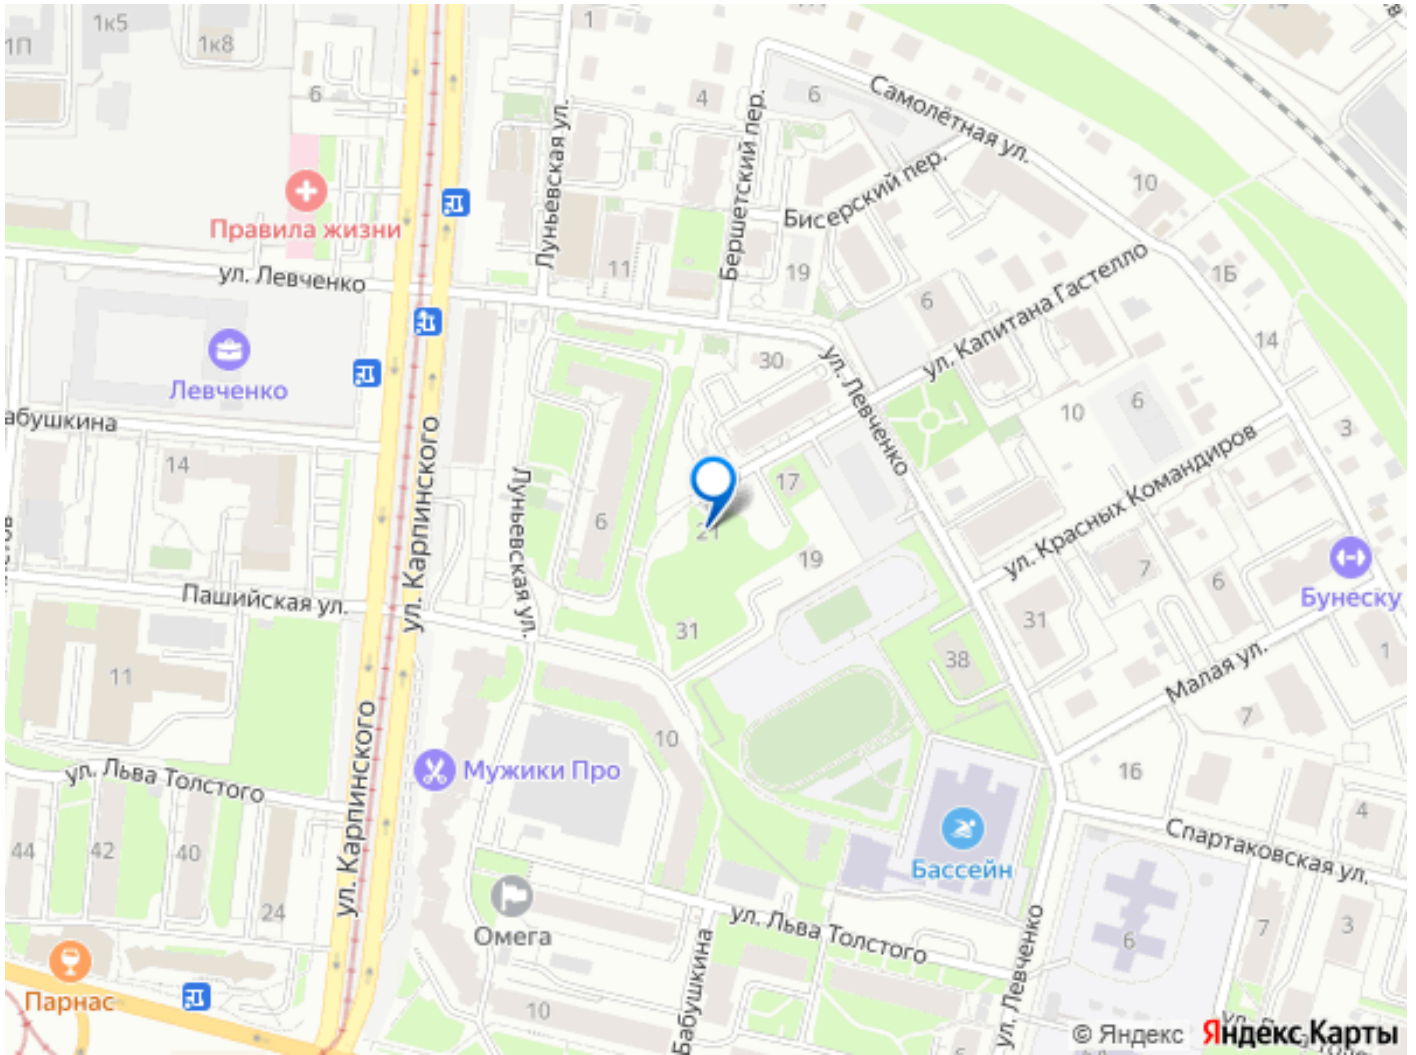 1к5
1П
1к8
6
1
4
6
Луньевская ул.
Бершетский пер.
Самолётная ул.
Бисерский пер.
10
Правила жизни
ул. Левченко
11
19
6
ул. Капитана Гастелло
1Б
14
Левченко
30
ул. Левченко
10
6
3
абушкина
14
ул. Карпинского
Луньевская ул.
6
17
21
19
ул. Красных Командиров
7
6
Бунеску
Пашийская ул.
31
31
38
1
Малая ул.
11
7
10
16
ул. Льва Толстого
ул. Карпинского
Мужики Про
4
Спартаковская ул.
44
42
40
Бассейн
24
Омега
ул. Льва Толстого
ул. Левченко
6
7
3
Парнас
10
Бабушкина
© Яндекс Яндекс Карты